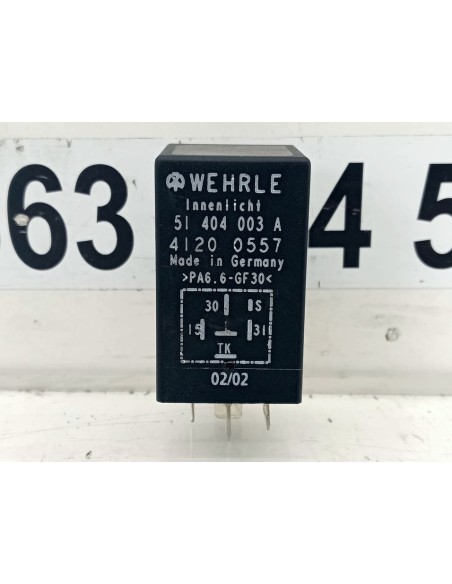 63
4 5
WEHRLE
Innenlicht
51 404 003 A
4120 0557
Made in Germany
>PA6.6-GF30<
30 S
15 31
TK
02/02